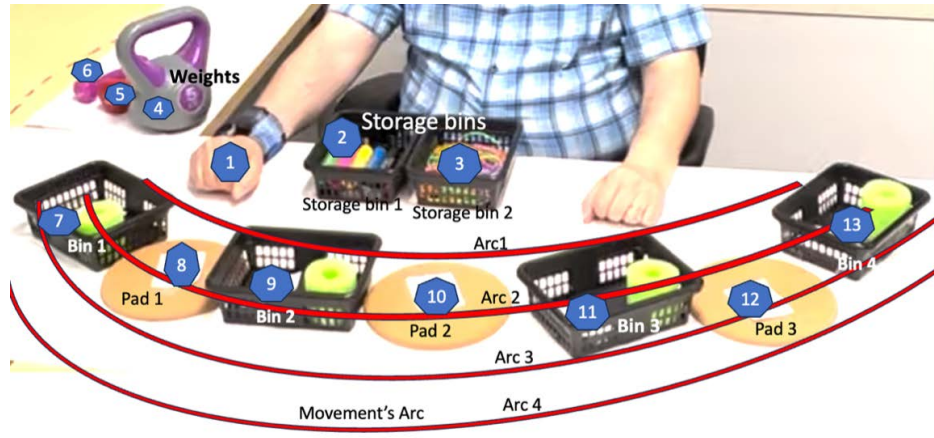 6
5
4
Weights
1
2
Storage bins
3
Storage bin 1
Storage bin 2
7
Bin 1
Arc1
13
Bin 4
8
Pad 1
9
Bin 2
10
Arc 2
Pad 2
11
Bin 3
12
Pad 3
Arc 3
Movement's Arc
Arc 4